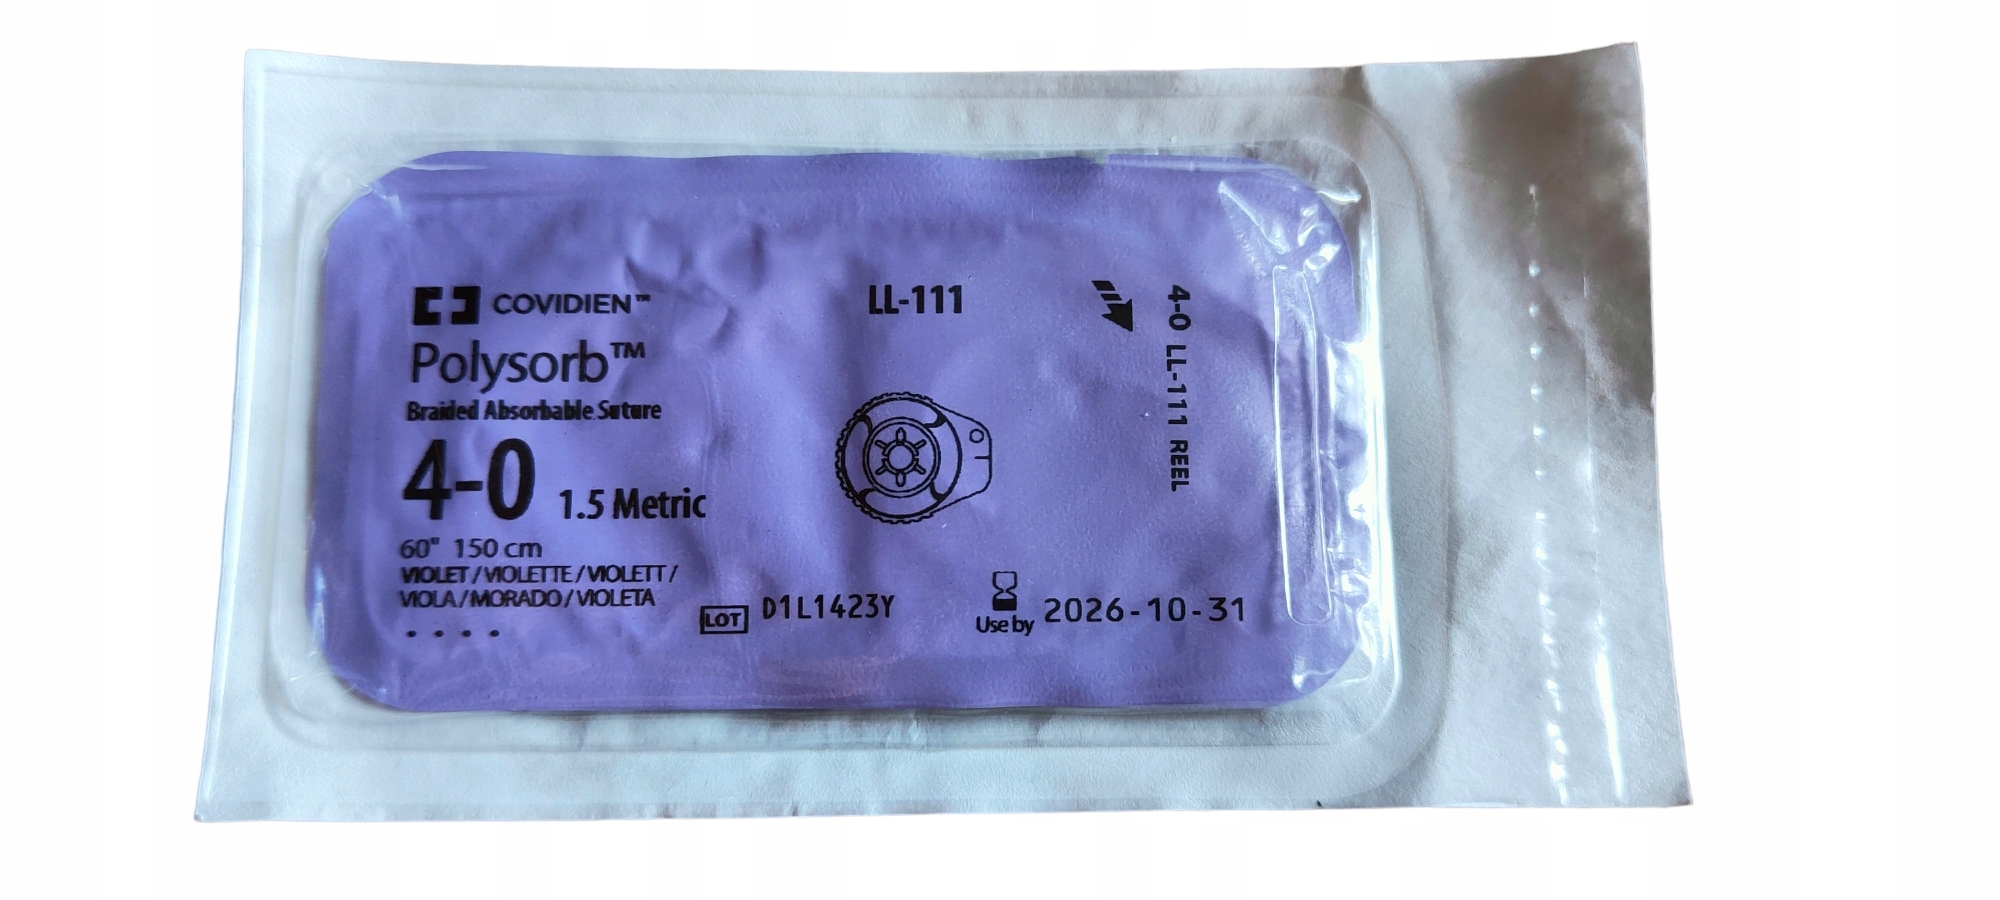 COVIDIEN™
Polysorb™
Braided Absorbable Suture
4-0 1.5 Metric
60" 150 cm
VIOLET / VIOLETTE / VIOLETT /
VIOLA / MORADO / VIOLETA
LL-111
LOT D1L1423Y
Use by 2026-10-31
4-0 LL-111 REEL